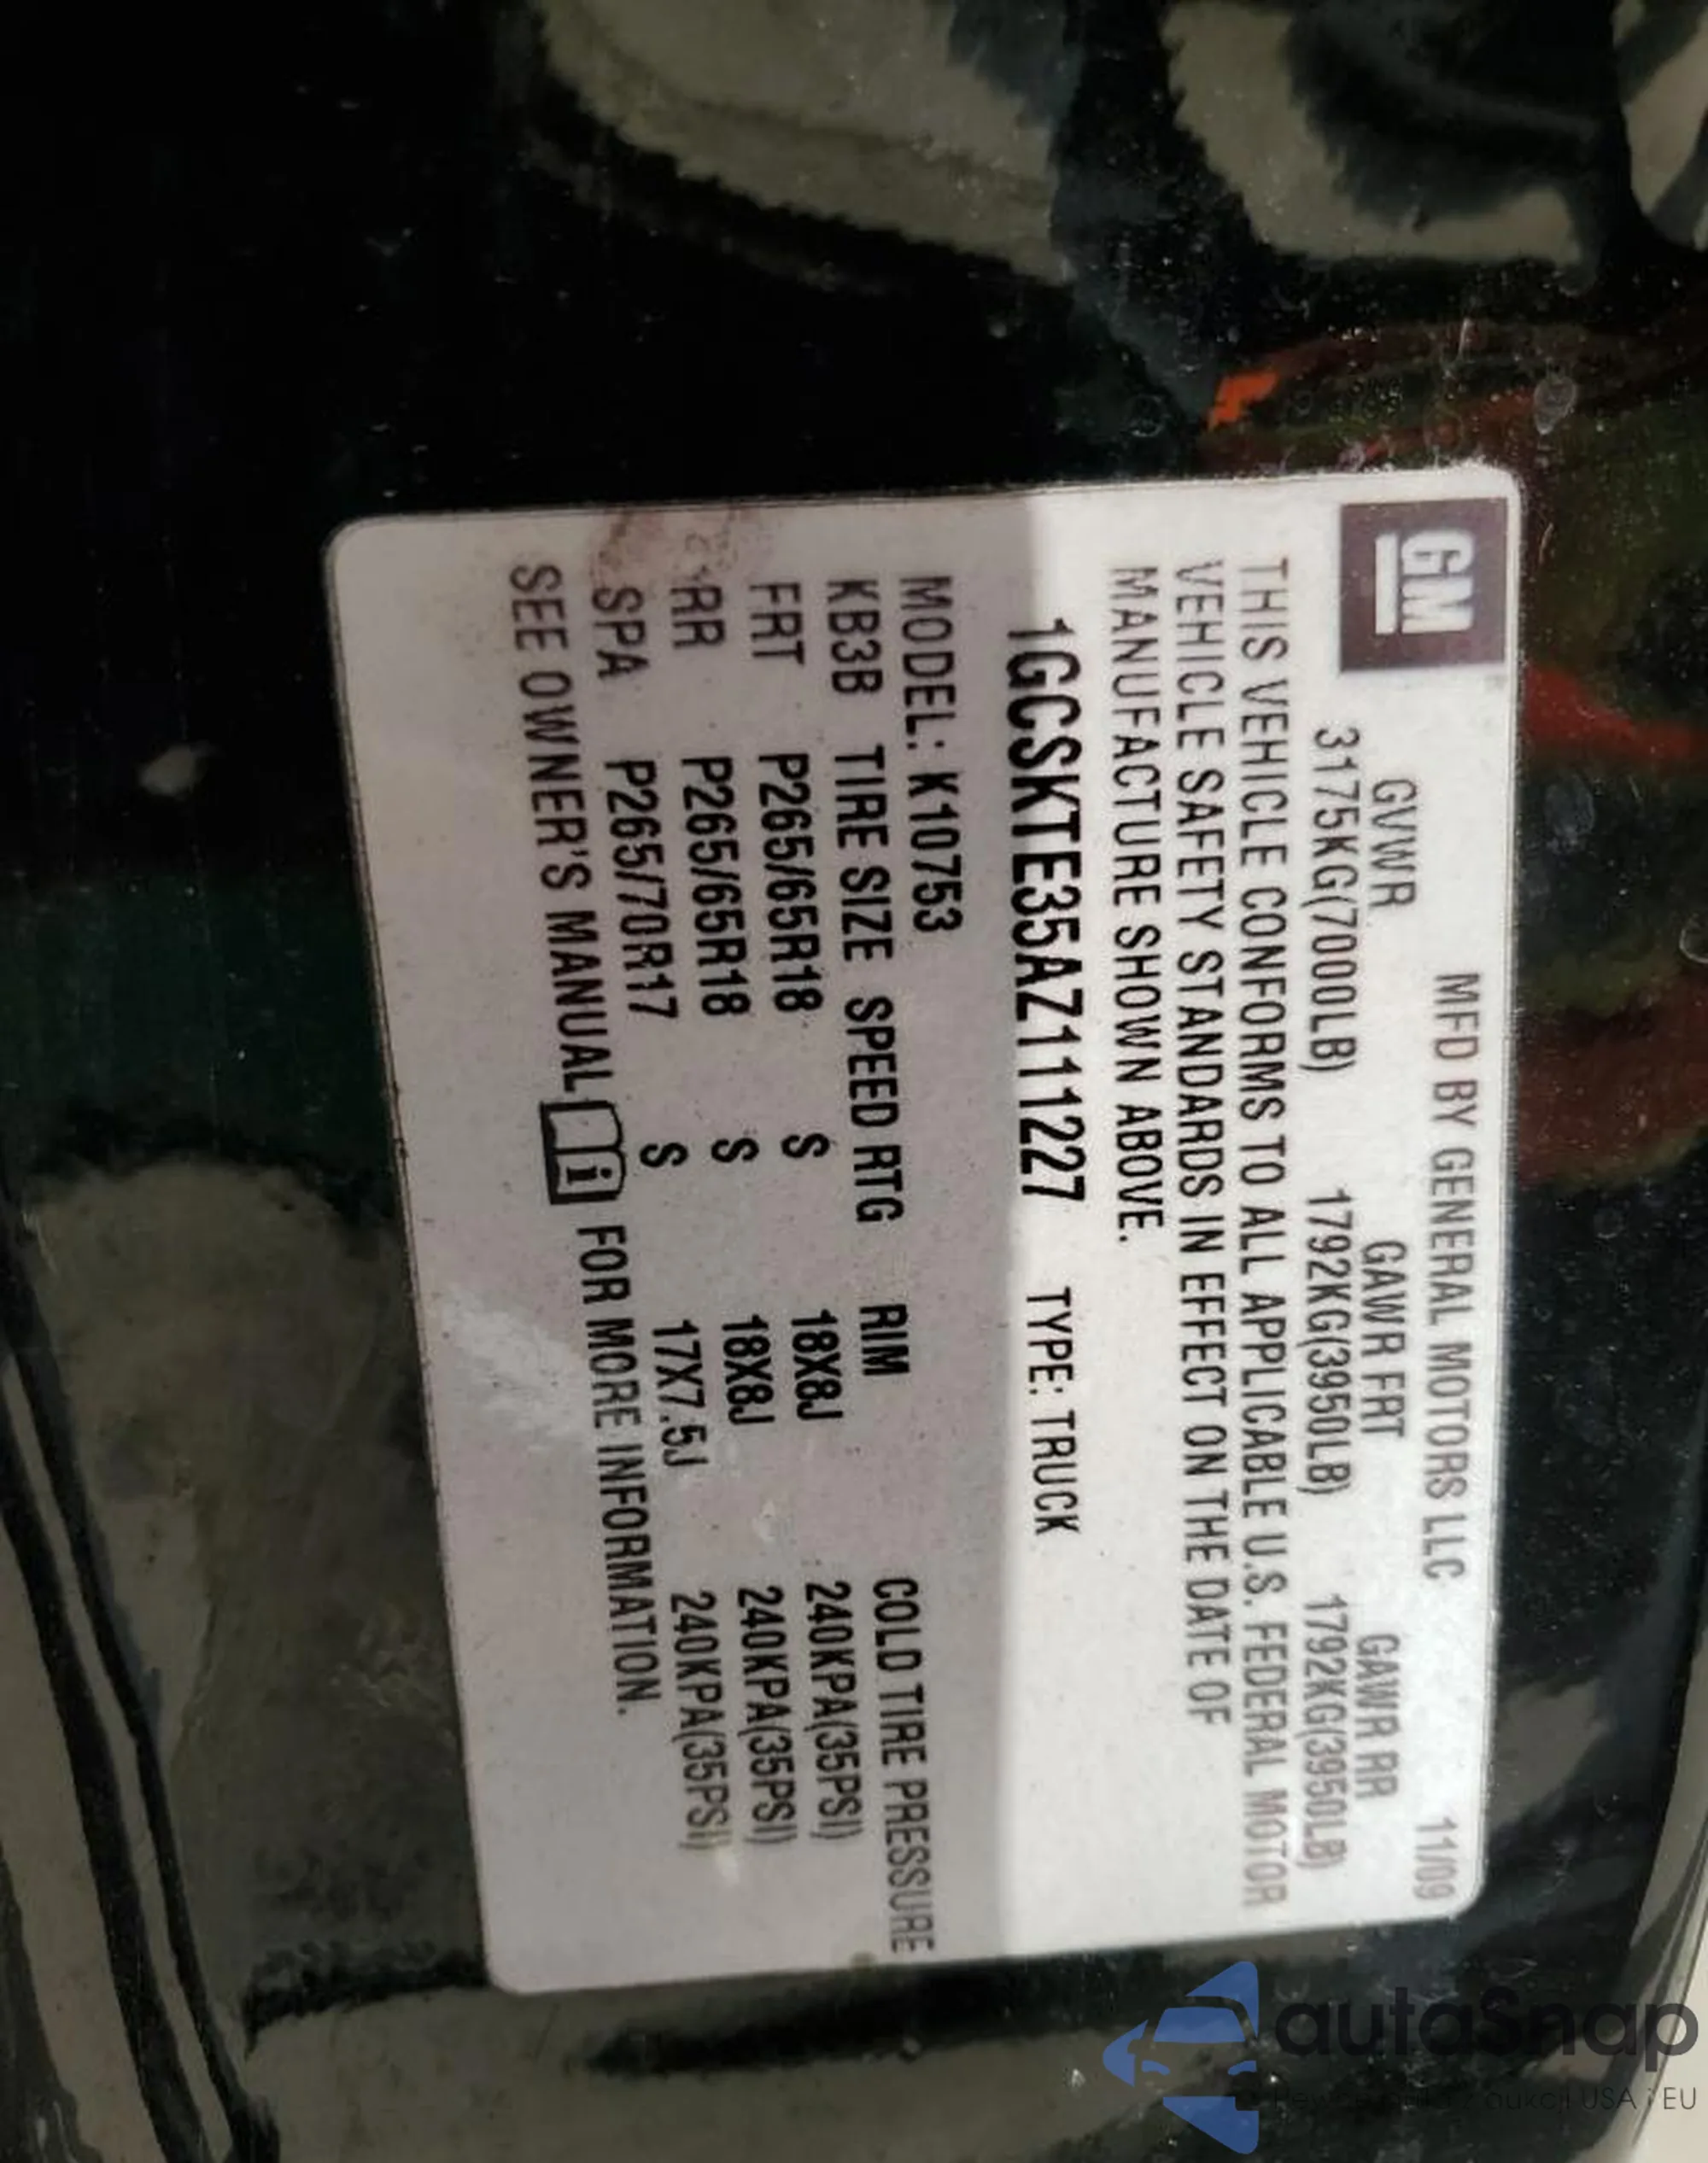 GM
MFD BY GENERAL MOTORS LLC 11/09
GVWR GAWR FRT GAWR RR
3175KG(7000LB) 1792KG(3950LB) 1792KG(3950LB)
THIS VEHICLE CONFORMS TO ALL APPLICABLE U.S. FEDERAL MOTOR
VEHICLE SAFETY STANDARDS IN EFFECT ON THE DATE OF
MANUFACTURE SHOWN ABOVE.
1GCSKTE35AZ111227 TYPE: TRUCK
MODEL: K10753
KB3B TIRE SIZE SPEED RTG RIM COLD TIRE PRESSURE
FRT P265/65R18 S 18X8J 240KPA(35PSI)
RR P265/65R18 S 18X8J 240KPA(35PSI)
SPA P265/70R17 S 17X7.5J 240KPA(35PSI)
SEE OWNER'S MANUAL i FOR MORE INFORMATION.
autaSnap
aukcji USA i EU